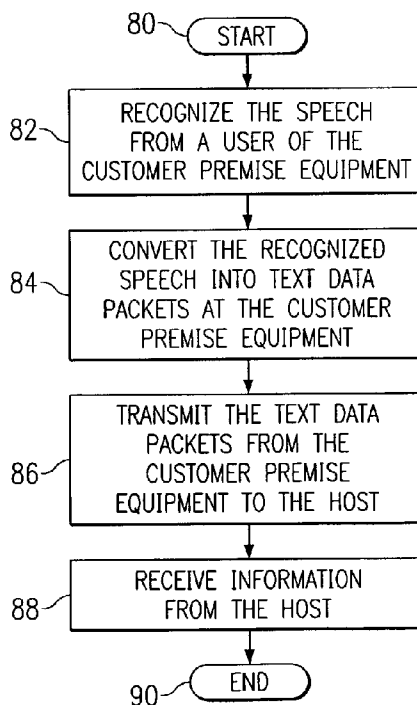 80
START
82
RECOGNIZE THE SPEECH
FROM A USER OF THE
CUSTOMER PREMISE EQUIPMENT
84
CONVERT THE RECOGNIZED
SPEECH INTO TEXT DATA
PACKETS AT THE CUSTOMER
PREMISE EQUIPMENT
86
TRANSMIT THE TEXT DATA
PACKETS FROM THE
CUSTOMER PREMISE
EQUIPMENT TO THE HOST
88
RECEIVE INFORMATION
FROM THE HOST
90
END